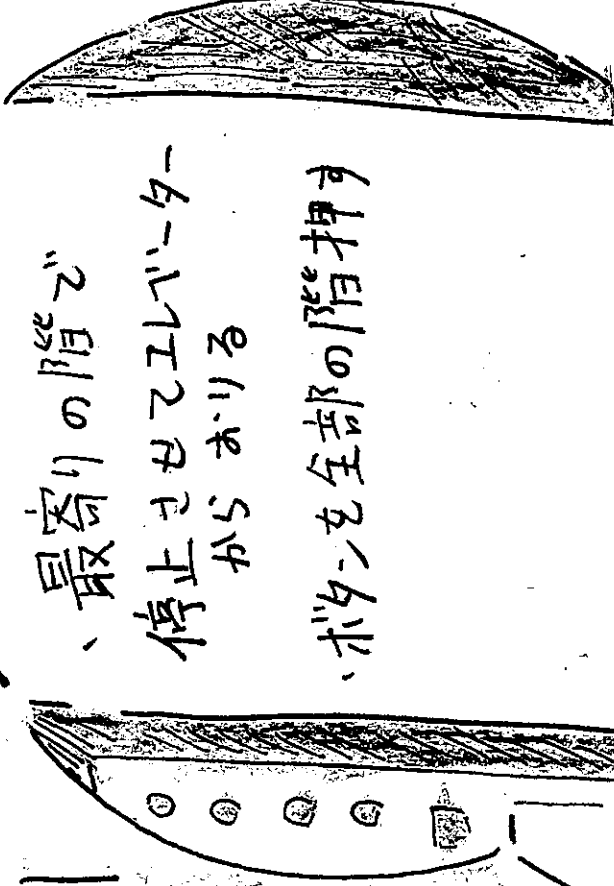 、最寄りの階で
停止させてエレベーター
からおりる
、ボタンを全部の階押す